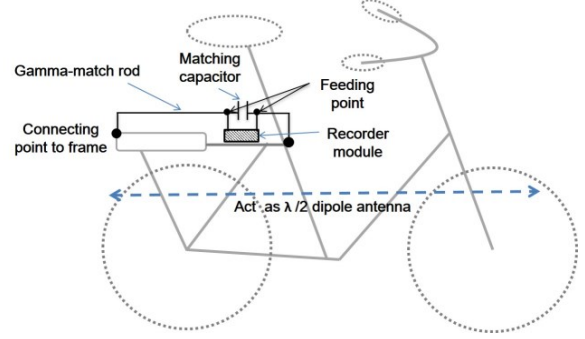 Matching
capacitor
Gamma-match rod
Feeding
point
Connecting
point to frame
Recorder
module
Act as λ/2 dipole antenna